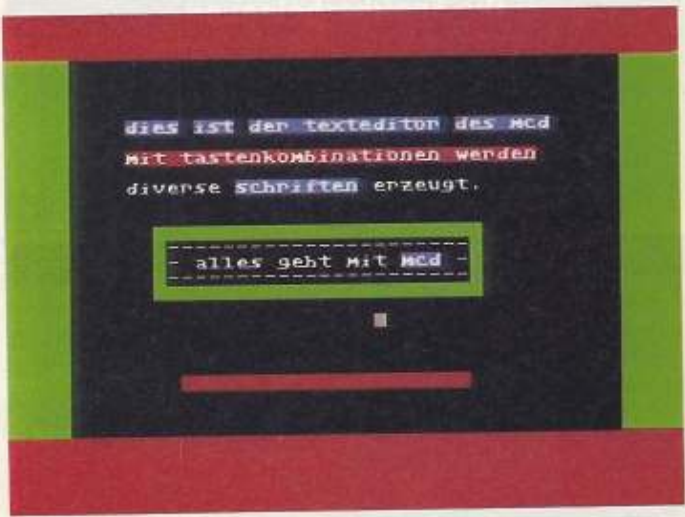 dies ist der texteditor des MCd
Mit tastenkoMbinationen werden
diverse schriften erzeugt.
- alles geht Mit MCd -